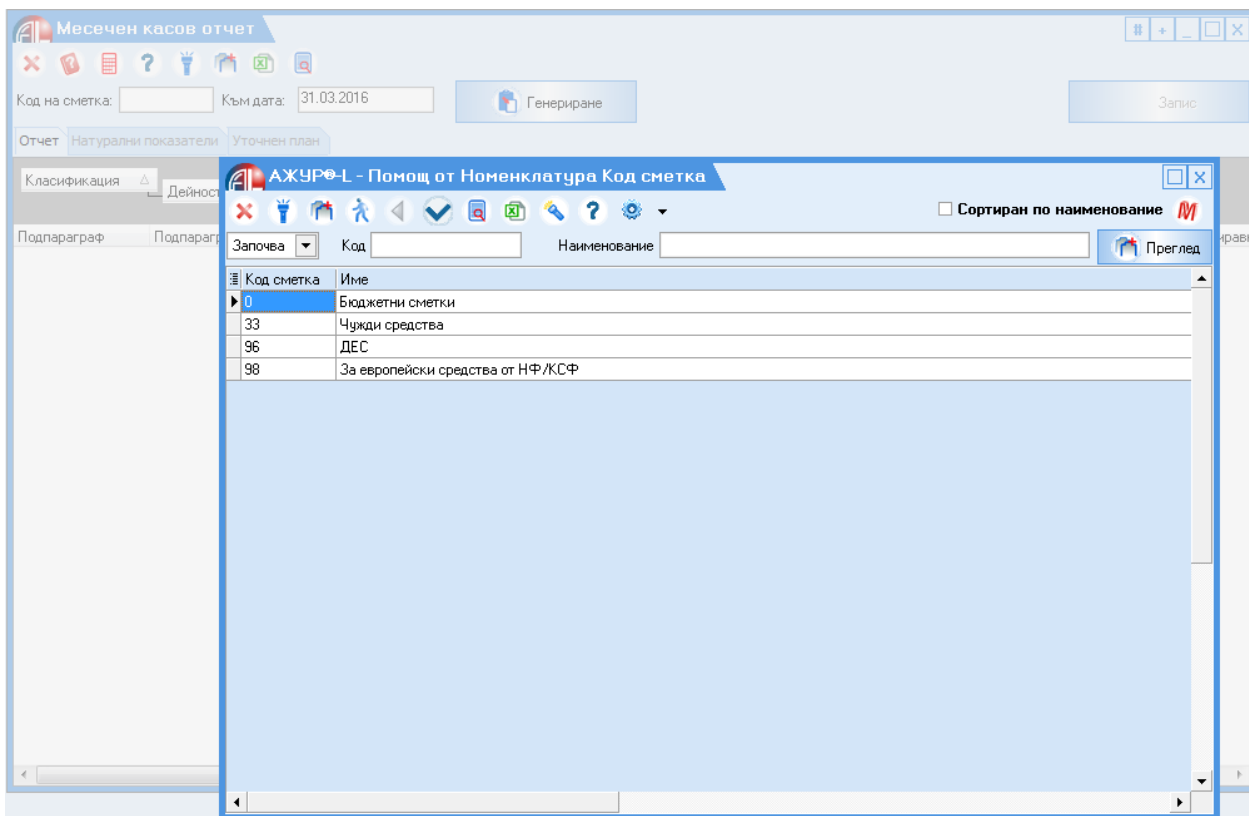 Месечен касов отчет
Код на сметка: Към дата: 31.03.2016 Генериране Запис
Отчет Натурални показатели Уточнен план
Класификация
Подпараграф
АЖУР®-L - Помощ от Номенклатура Код сметка
Сортиран по наименование
Започва Код Наименование Преглед
Код сметка Име
0 Бюджетни сметки
33 Чужди средства
96 ДЕС
98 За европейски средства от НФ/КСФ